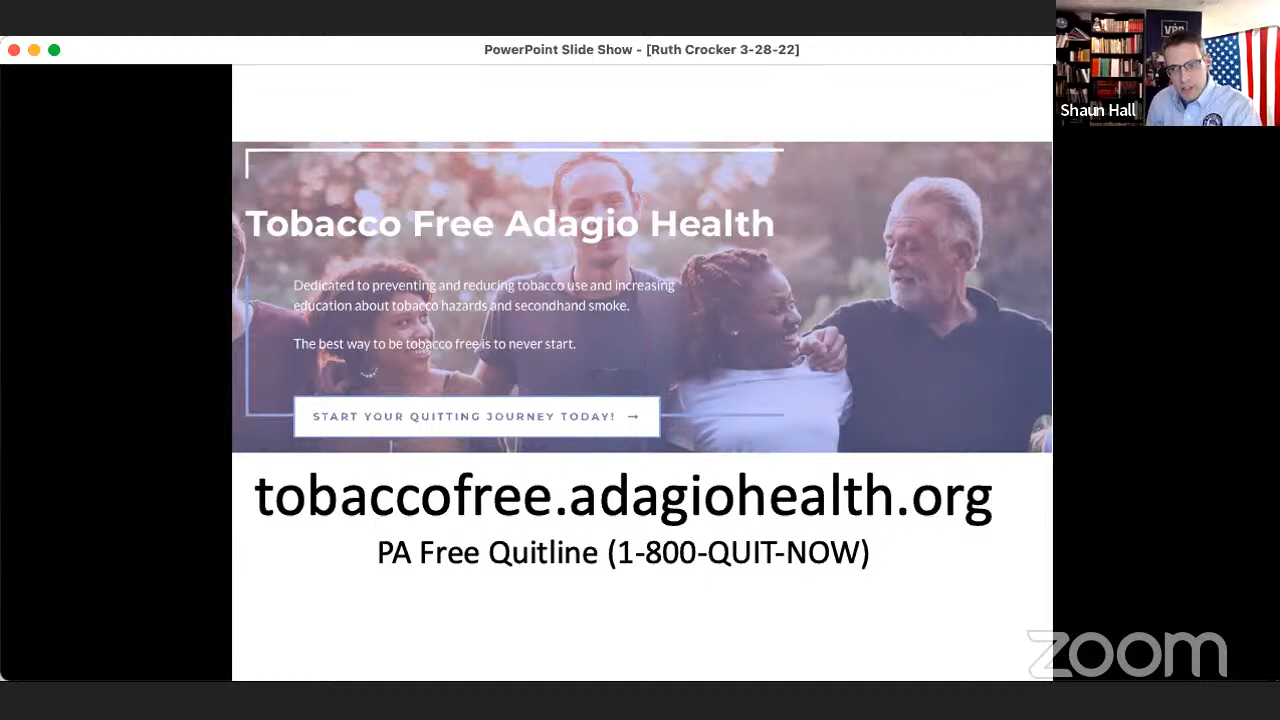 PowerPoint Slide Show - [Ruth Crocker 3-28-22]
Shaun Hall
Tobacco Free Adagio Health
Dedicated to preventing and reducing tobacco use and increasing
education about tobacco hazards and secondhand smoke.
The best way to be tobacco free is to never start.
START YOUR QUITTING JOURNEY TODAY! →
tobaccofree.adagiohealth.org
PA Free Quitline (1-800-QUIT-NOW)
zoom